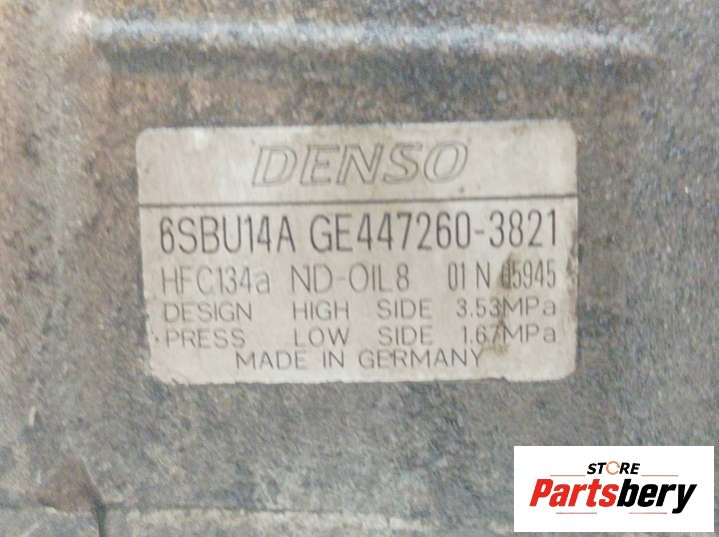 DENSO
6SBU14A GE447260-3821
HFC134a ND-OIL8 01 N 05945
DESIGN HIGH SIDE 3.53MPa
PRESS LOW SIDE 1.67MPa
MADE IN GERMANY
STORE
Partsbery